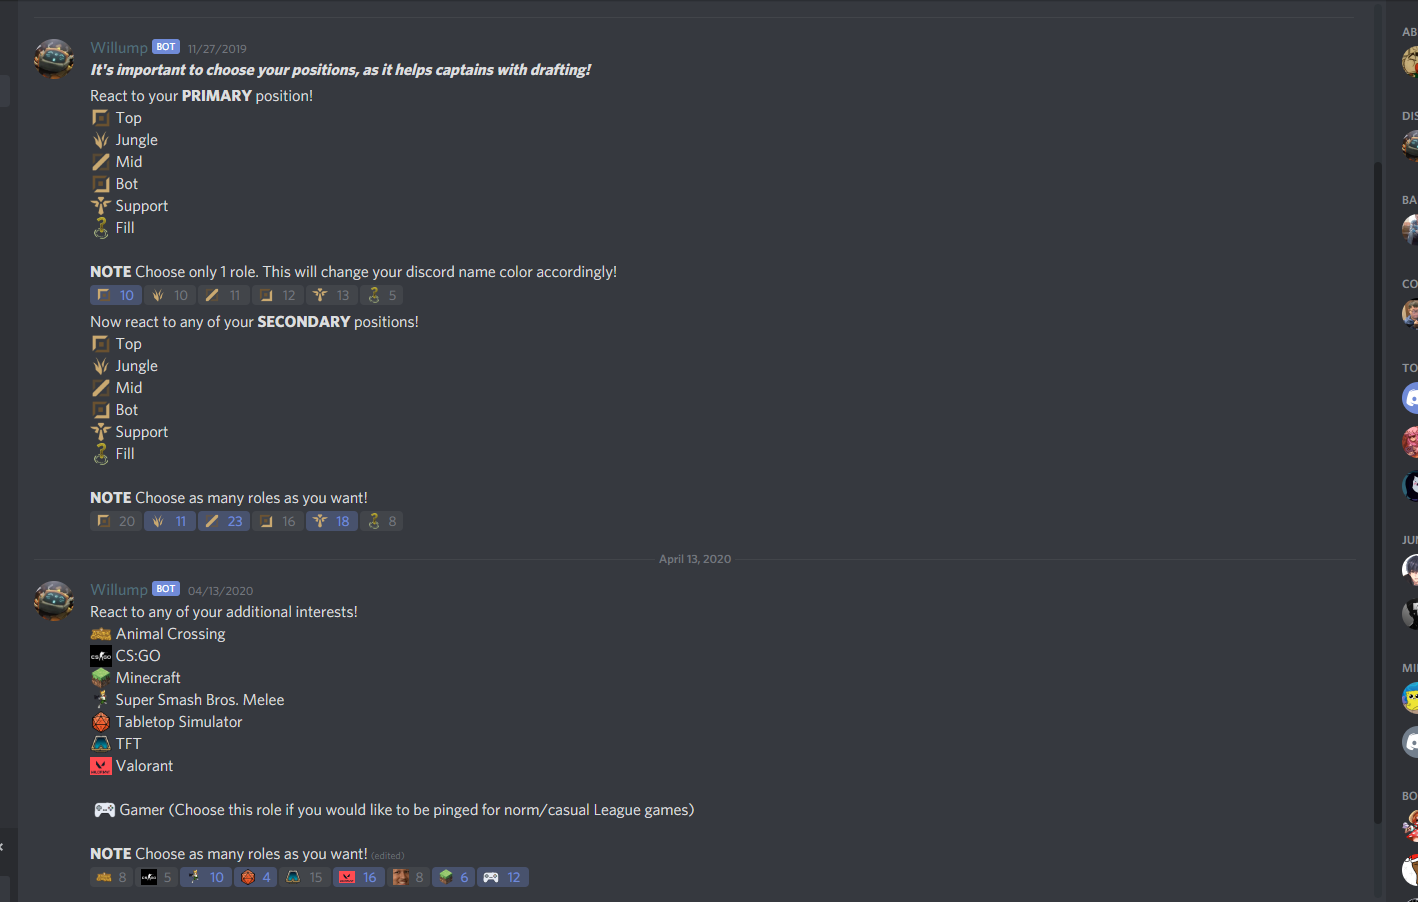 Willump BOT 11/27/2019
It's important to choose your positions, as it helps captains with drafting!
React to your PRIMARY position!
Top
Jungle
Mid
Bot
Support
Fill
NOTE Choose only 1 role. This will change your discord name color accordingly!
10 10 11 12 13 5
Now react to any of your SECONDARY positions!
Top
Jungle
Mid
Bot
Support
Fill
NOTE Choose as many roles as you want!
20 11 23 16 18 8
April 13, 2020
Willump BOT 04/13/2020
React to any of your additional interests!
Animal Crossing
CS:GO
Minecraft
Super Smash Bros. Melee
Tabletop Simulator
TFT
Valorant
Gamer (Choose this role if you would like to be pinged for norm/casual League games)
NOTE Choose as many roles as you want! (edited)
8 5 10 4 15 16 8 6 12
AB
DIS
BA
CO
TO
JUN
MI
BO